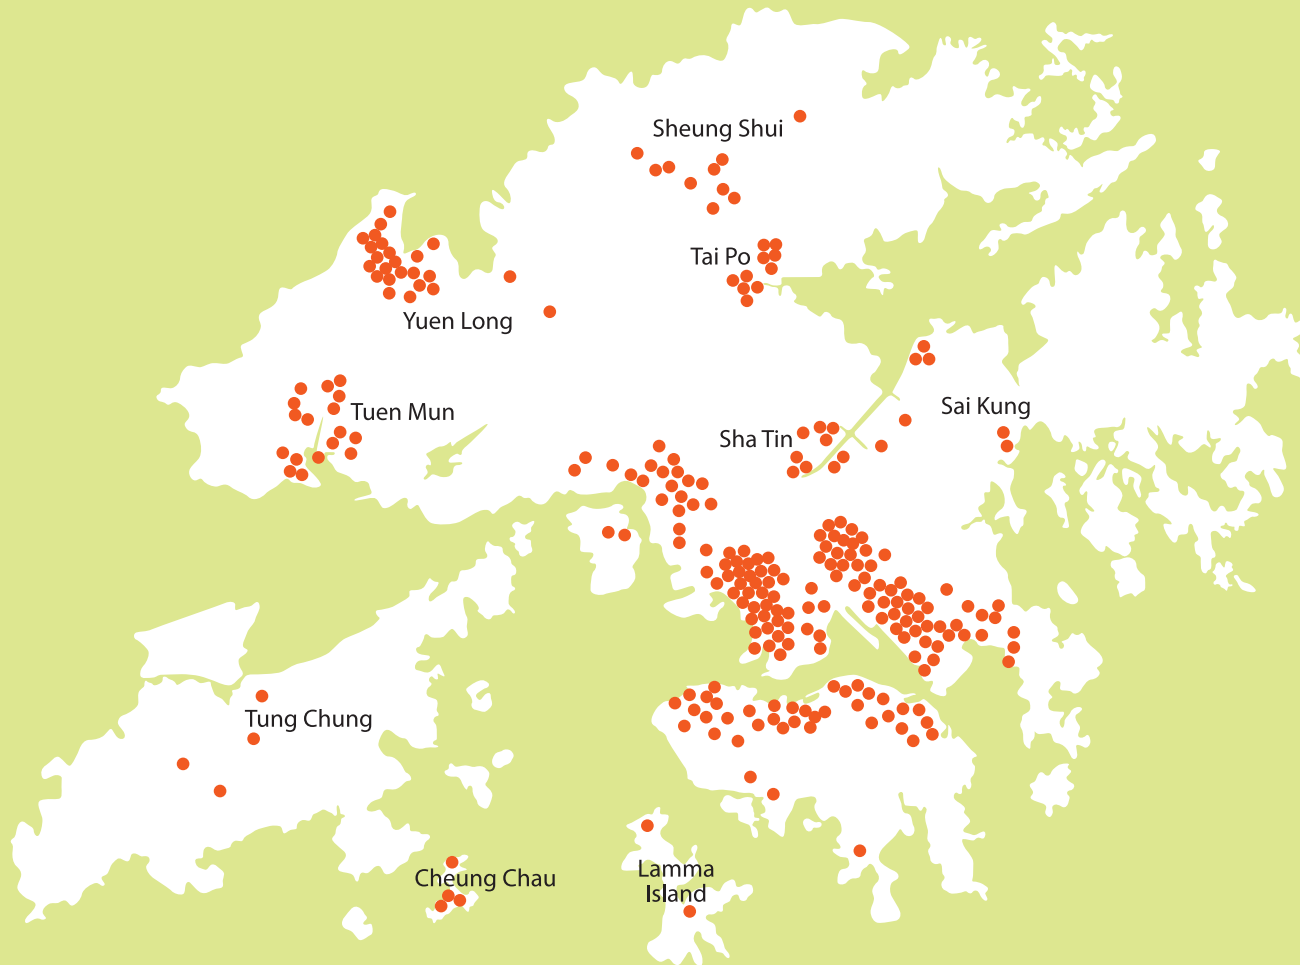 Sheung Shui
Tai Po
Yuen Long
Tuen Mun
Sai Kung
Sha Tin
Tung Chung
Cheung Chau
Lamma
Island